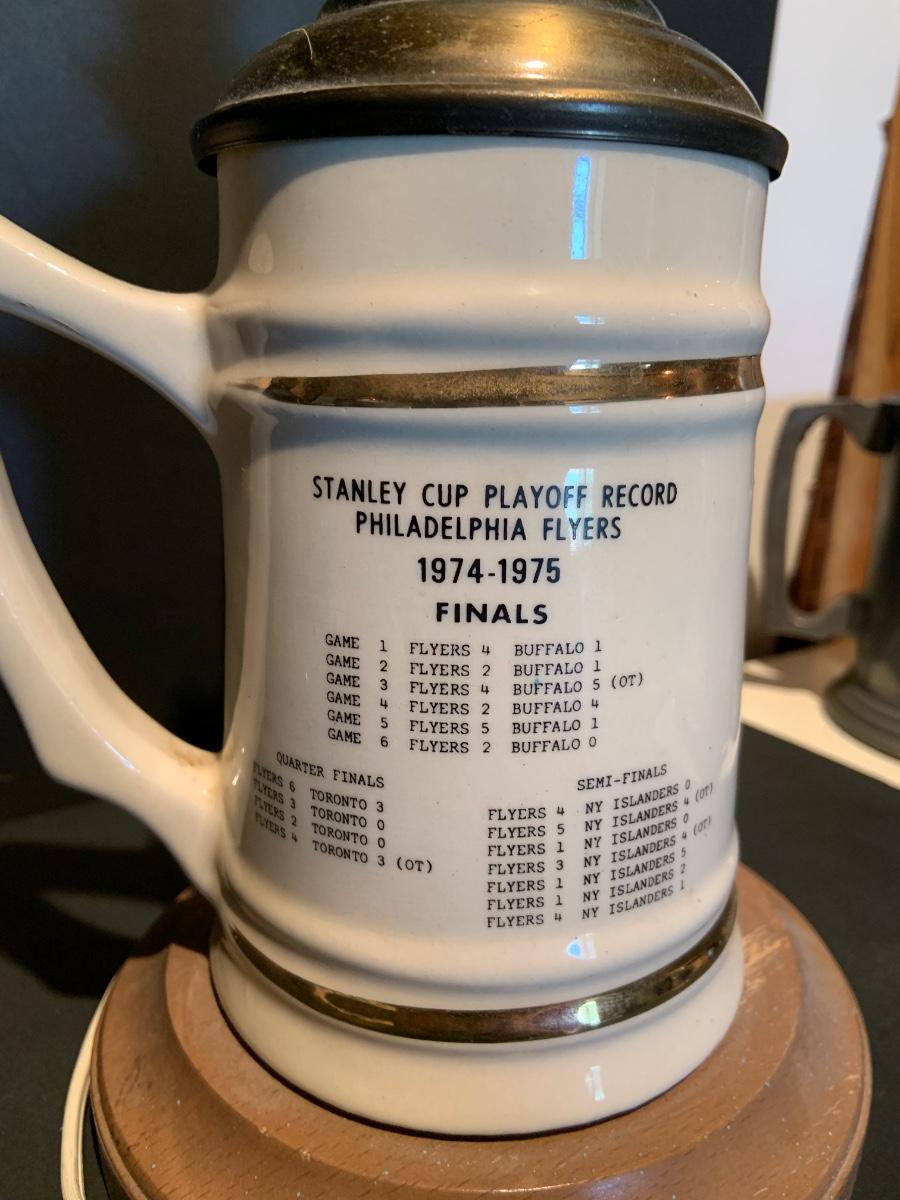 STANLEY CUP PLAYOFF RECORD
PHILADELPHIA FLYERS
1974-1975
FINALS
GAME 1 FLYERS 4 BUFFALO 1
GAME 2 FLYERS 2 BUFFALO 1
GAME 3 FLYERS 4 BUFFALO 5 (OT)
GAME 4 FLYERS 2 BUFFALO 4
GAME 5 FLYERS 5 BUFFALO 1
GAME 6 FLYERS 2 BUFFALO 0
QUARTER FINALS
FLYERS 6 TORONTO 3
FLYERS 3 TORONTO 0
FLYERS 2 TORONTO 0
FLYERS 4 TORONTO 3 (OT)
SEMI-FINALS
FLYERS 4 NY ISLANDERS 0
FLYERS 5 NY ISLANDERS 4 (OT)
FLYERS 1 NY ISLANDERS 0
FLYERS 3 NY ISLANDERS 4 (OT)
FLYERS 1 NY ISLANDERS 5
FLYERS 1 NY ISLANDERS 2
FLYERS 4 NY ISLANDERS 1